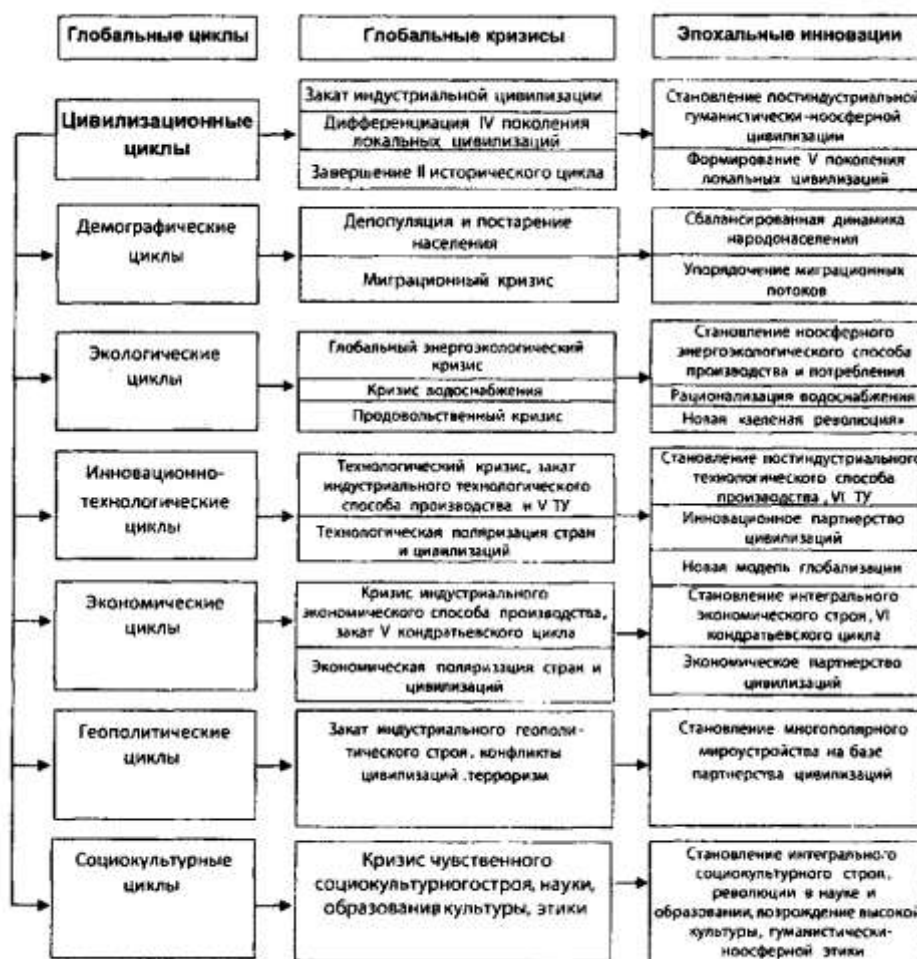 Глобальные циклы
Глобальные кризисы
Эпохальные инновации
Цивилизационные
циклы
Закат индустриальной цивилизации
Дифференциация IV поколения
локальных цивилизаций
Завершение II исторического цикла
Становление постиндустриальной
гуманистически-ноосферной
цивилизации
Формирование V поколения
локальных цивилизаций
Демографические
циклы
Депопуляция и постарение
населения
Миграционный кризис
Сбалансированная динамика
народонаселения
Упорядочение миграционных
потоков
Экологические
циклы
Глобальный энергоэкологический
кризис
Кризис водоснабжения
Продовольственный кризис
Становление ноосферного
энергоэкологического способа
производства и потребления
Рационализация водоснабжения
Новая «зеленая революция»
Инновационно-
технологические
циклы
Технологический кризис, закат
индустриального технологического
способа производства и V ТУ
Технологическая поляризация стран
и цивилизаций
Становление постиндустриального
технологического способа
производства , VI ТУ
Инновационное партнерство
цивилизаций
Новая модель глобализации
Экономические
циклы
Кризис индустриального
экономического способа производства,
закат V кондратьевского цикла
Экономическая поляризация стран и
цивилизаций
Становление интегрального
экономического строя, VI
кондратьевского цикла
Экономическое партнерство
цивилизаций
Геополитические
циклы
Закат индустриального геополи-
тического строя, конфликты
цивилизаций .терроризм
Становление многополярного
мироустройства на базе
партнерства цивилизаций
Социокультурные
циклы
Кризис чувственного
социокультурногостроя, науки,
образования культуры, этики
Становление интегрального
социокультурного строя,
революции в науке и
образовании, возрождение высокой
культуры, гуманистически-
ноосферной этики